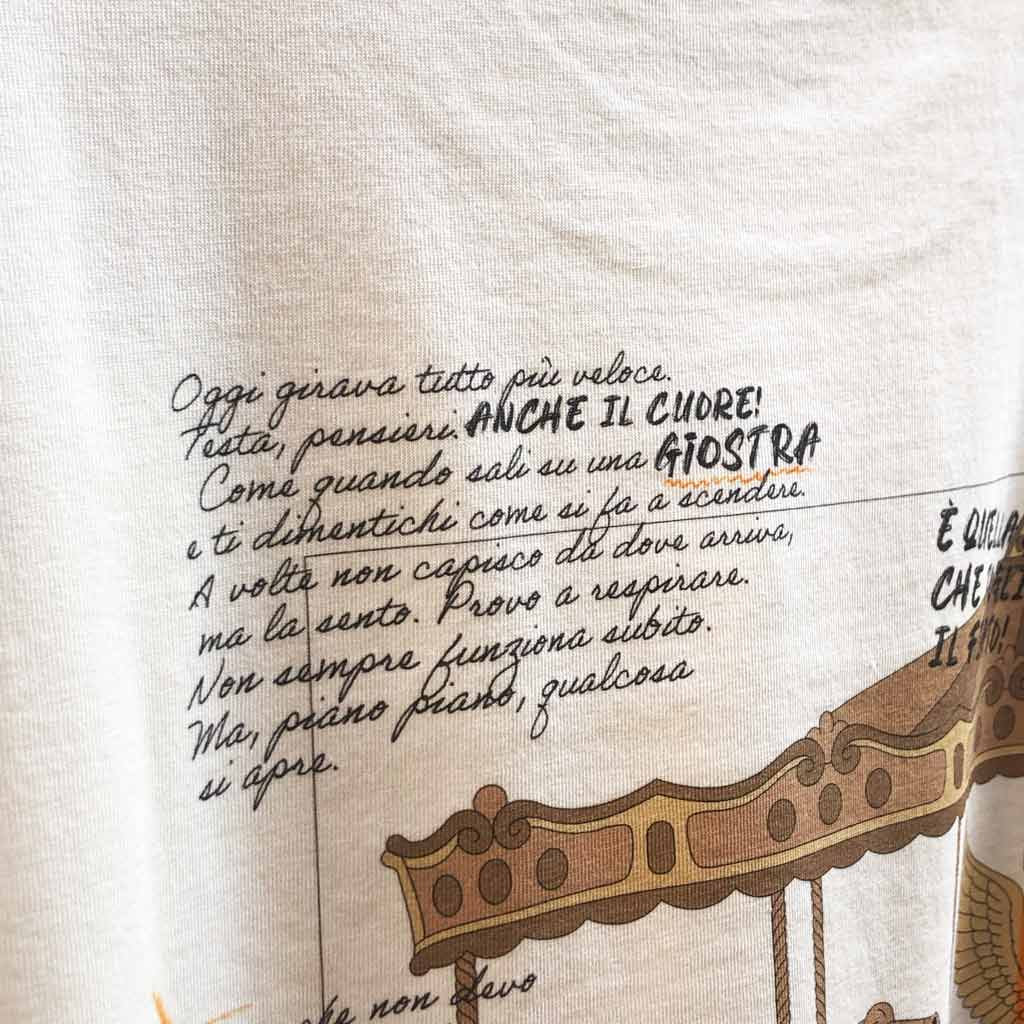 Oggi girava tutto più veloce.
Testa, pensieri. ANCHE IL CUORE!
Come quando sali su una GIOSTRA
e ti dimentichi come si fa a scendere.
A volte non capisco da dove arriva,
ma la sento. Provo a respirare.
Non sempre funziona subito.
Ma, piano piano, qualcosa
si apre.
È
CHE
IL
che non devo